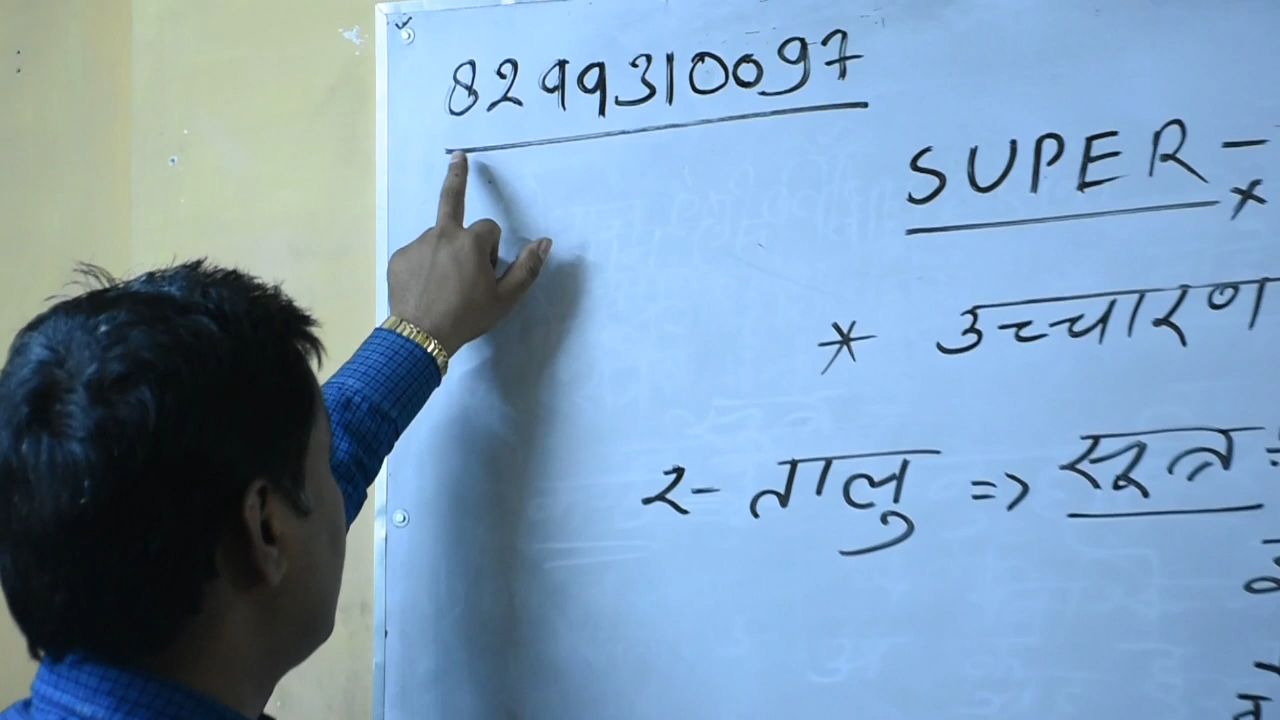 8299310097
SUPER -
* उच्चारण
२- तालु => सूत्र